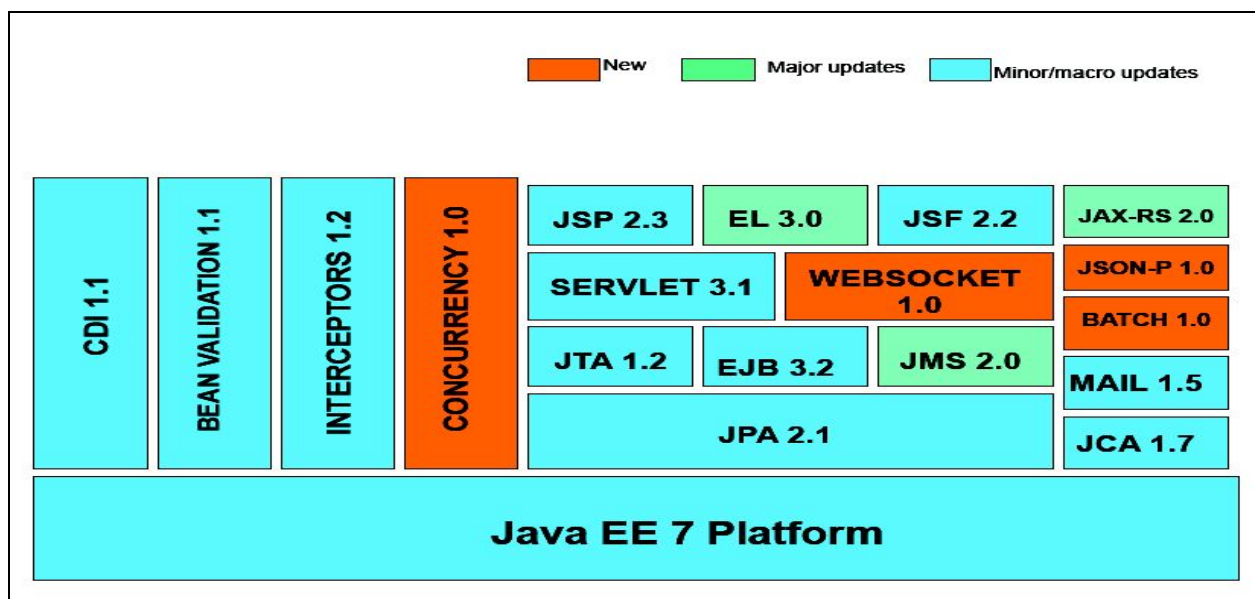 New
Major updates
Minor/macro updates
CDI 1.1
BEAN VALIDATION 1.1
INTERCEPTORS 1.2
CONCURRENCY 1.0
JSP 2.3
EL 3.0
JSF 2.2
SERVLET 3.1
WEBSOCKET
1.0
JTA 1.2
EJB 3.2
JMS 2.0
JPA 2.1
JAX-RS 2.0
JSON-P 1.0
BATCH 1.0
MAIL 1.5
JCA 1.7
Java EE 7 Platform